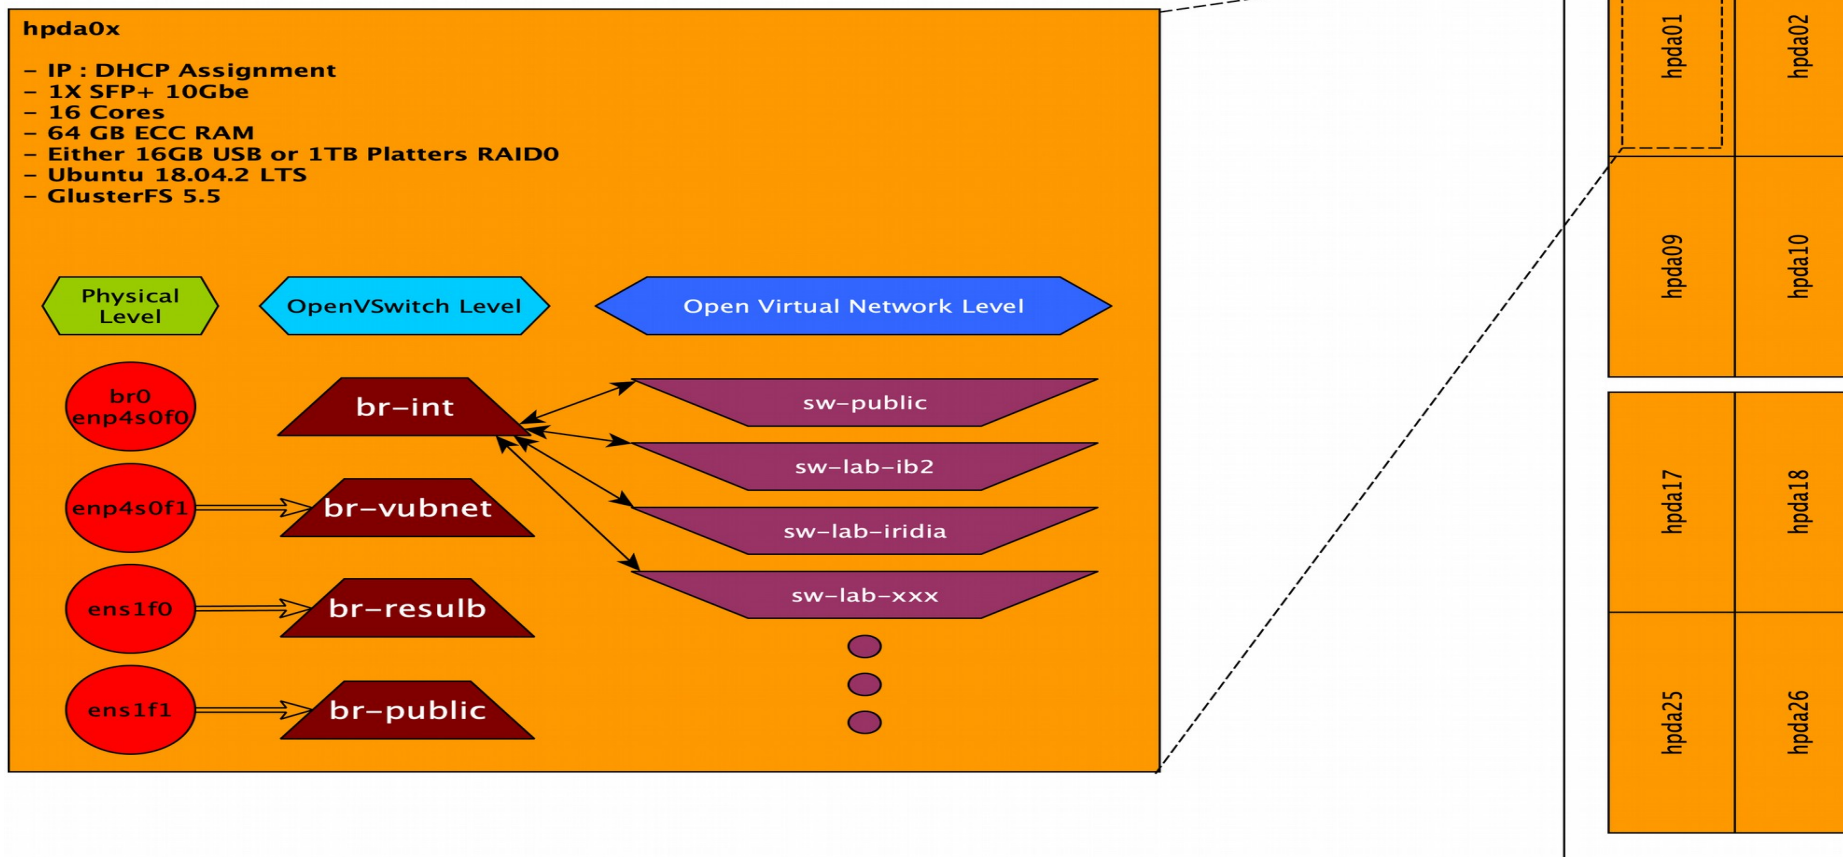 hpda0x
– IP : DHCP Assignment
– 1X SFP+ 10Gbe
– 16 Cores
– 64 GB ECC RAM
– Either 16GB USB or 1TB Platters RAID0
– Ubuntu 18.04.2 LTS
– GlusterFS 5.5
Physical
Level
OpenVSwitch Level
Open Virtual Network Level
br0
enp4s0f0
br–int
sw–public
sw–lab–ib2
enp4s0f1
br–vubnet
sw–lab–iridia
ens1f0
br–resulb
sw–lab–xxx
ens1f1
br–public
hpda01
hpda02
hpda09
hpda10
hpda17
hpda18
hpda25
hpda26